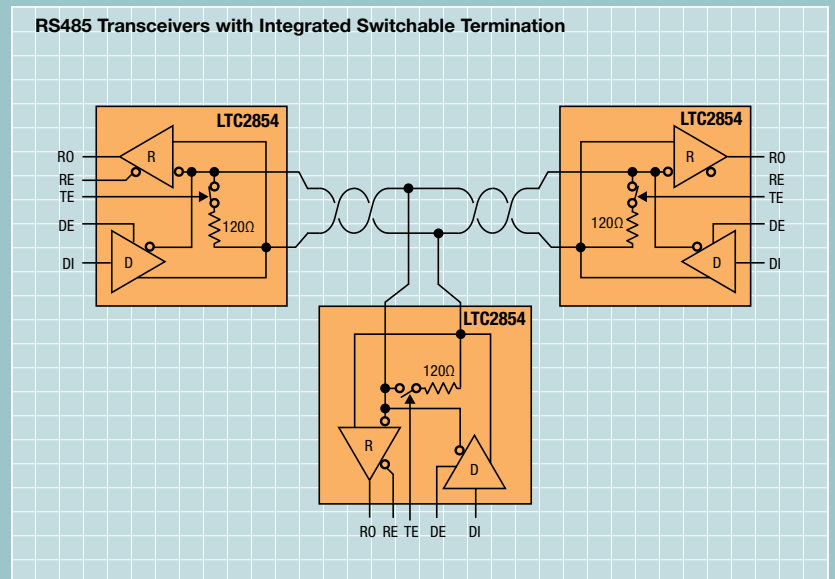 RS485 Transceivers with Integrated Switchable Termination
LTC2854
RO
R
RE
TE
120Ω
DE
DI
D
LTC2854
R
RO
RE
TE
120Ω
DE
D
DI
LTC2854
120Ω
R
D
RO RE TE DE DI